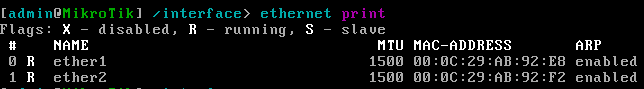 [admin@MikroTik] /interface> ethernet print
Flags: X - disabled, R - running, S - slave
# NAME MTU MAC-ADDRESS ARP
0 R ether1 1500 00:0C:29:AB:92:E8 enabled
1 R ether2 1500 00:0C:29:AB:92:F2 enabled